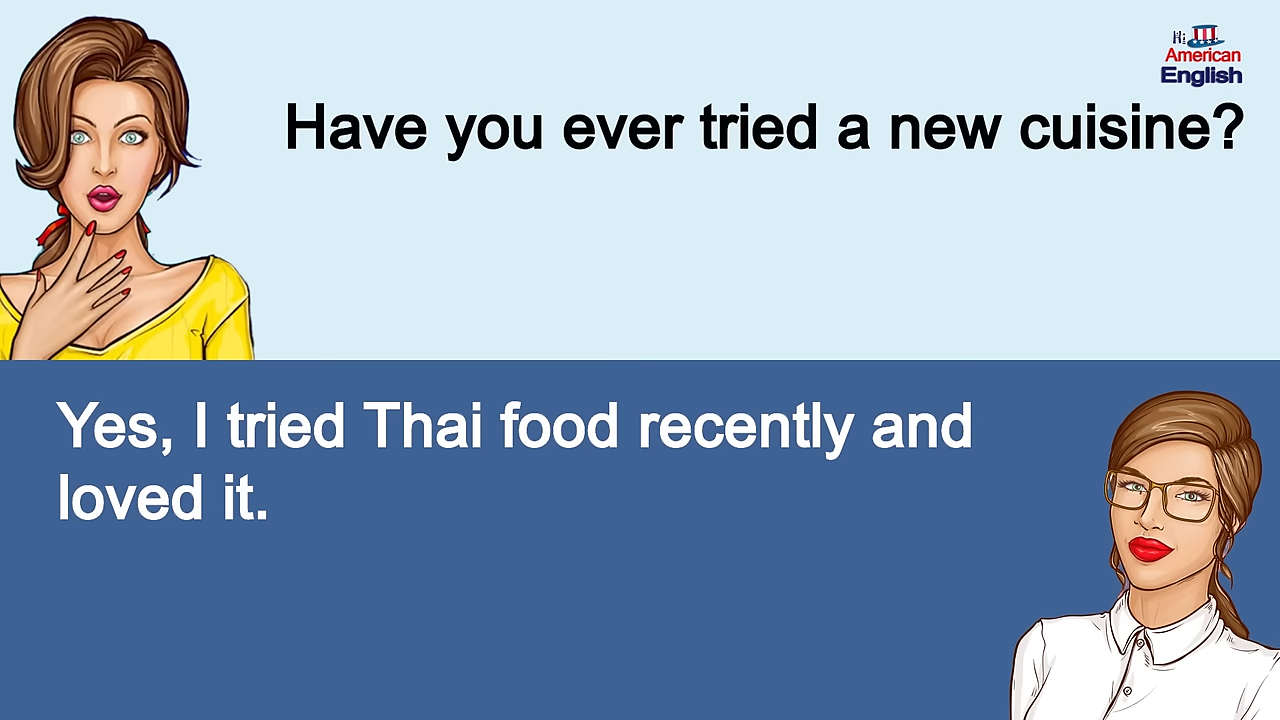 Hi
American
English
Have you ever tried a new cuisine?
Yes, I tried Thai food recently and
loved it.